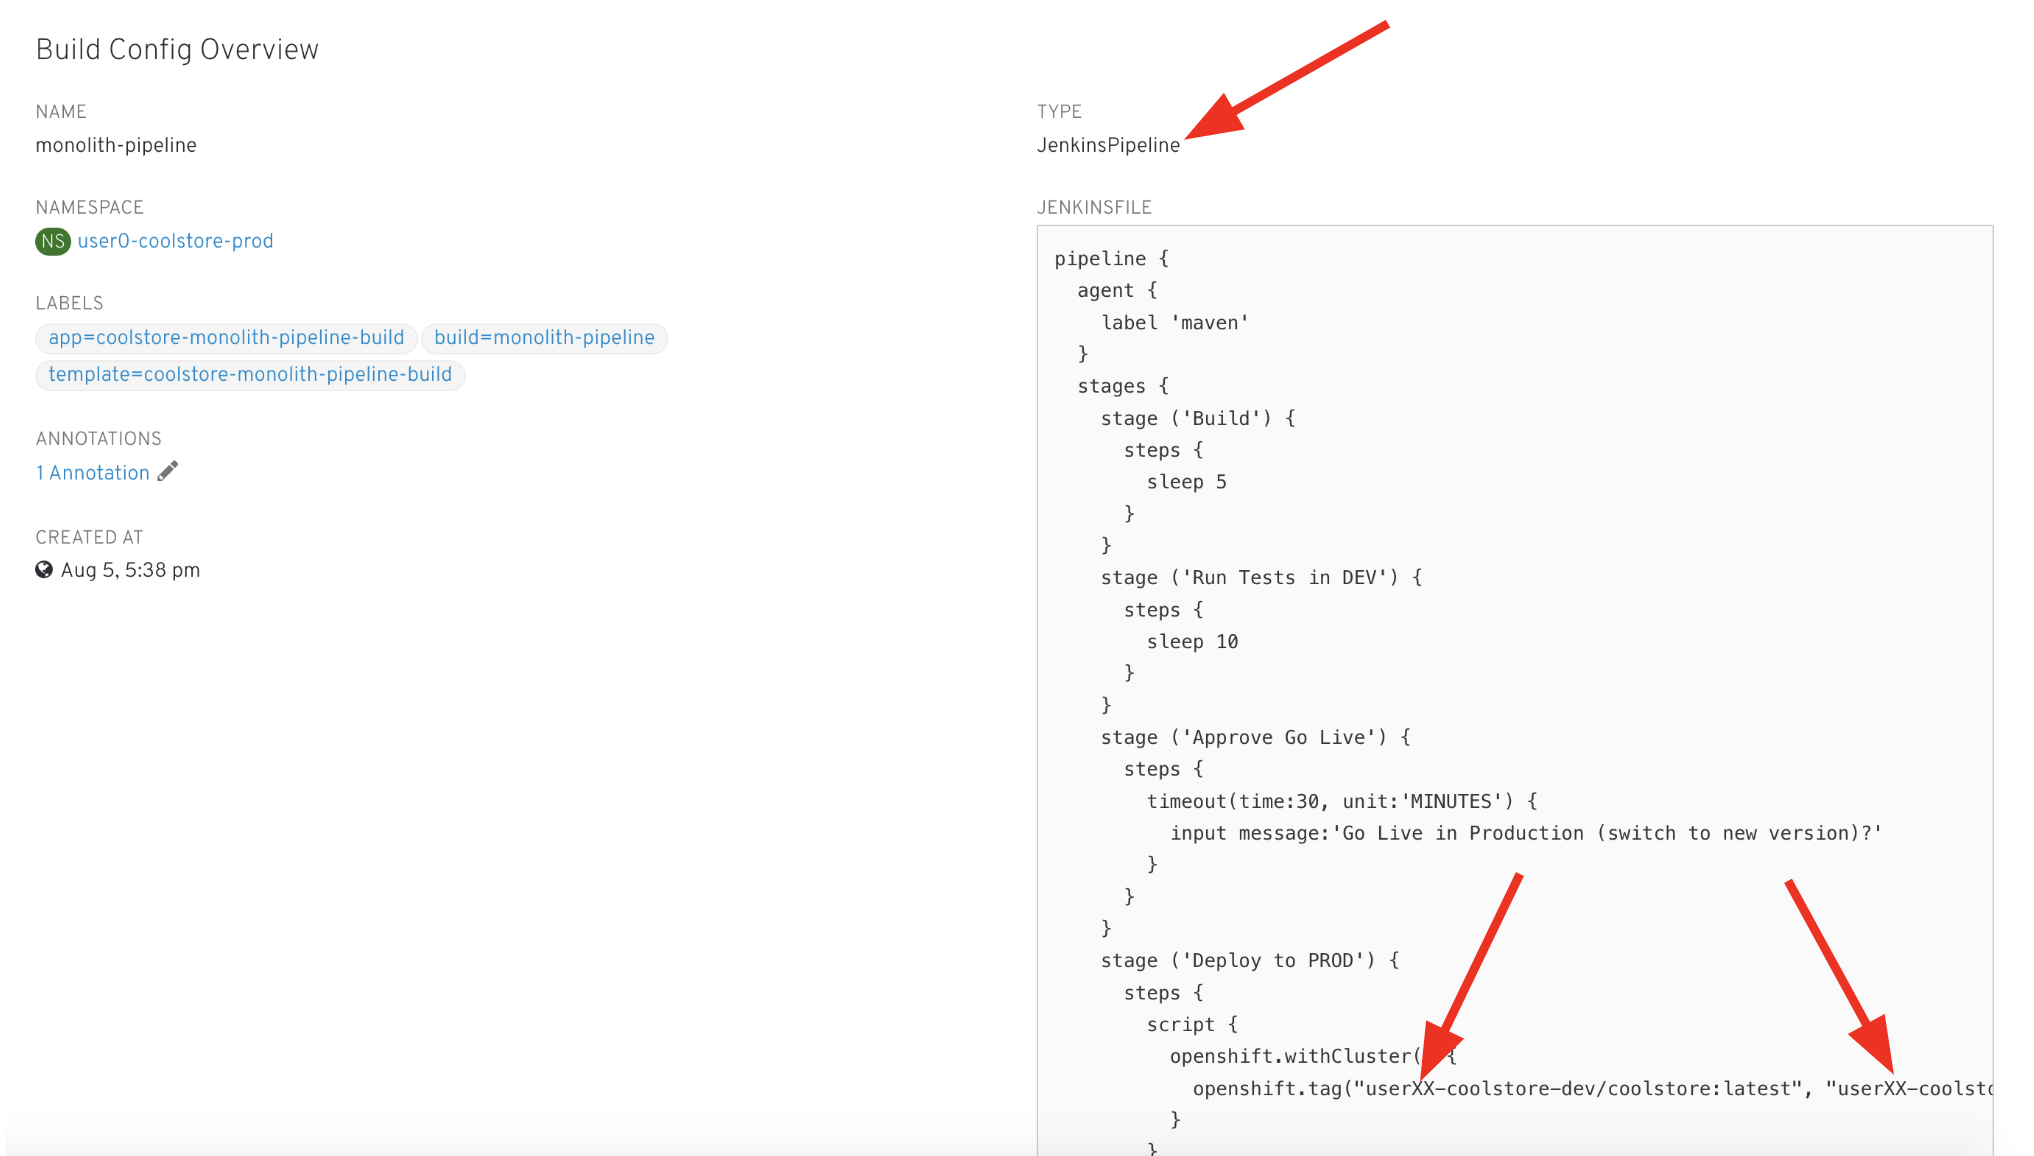 Build Config Overview
NAME
monolith-pipeline
NAMESPACE
NS user0-coolstore-prod
LABELS
app=coolstore-monolith-pipeline-build build=monolith-pipeline
template=coolstore-monolith-pipeline-build
ANNOTATIONS
1 Annotation
CREATED AT
Aug 5, 5:38 pm
TYPE
JenkinsPipeline
JENKINSFILE
pipeline {
  agent {
    label 'maven'
  }
  stages {
    stage ('Build') {
      steps {
        sleep 5
      }
    }
    stage ('Run Tests in DEV') {
      steps {
        sleep 10
      }
    }
    stage ('Approve Go Live') {
      steps {
        timeout(time:30, unit:'MINUTES') {
          input message:'Go Live in Production (switch to new version)?'
        }
      }
    }
    stage ('Deploy to PROD') {
      steps {
        script {
          openshift.withCluster( {
            openshift.tag("userXX-coolstore-dev/coolstore:latest", "userXX-coolst
          }
        }